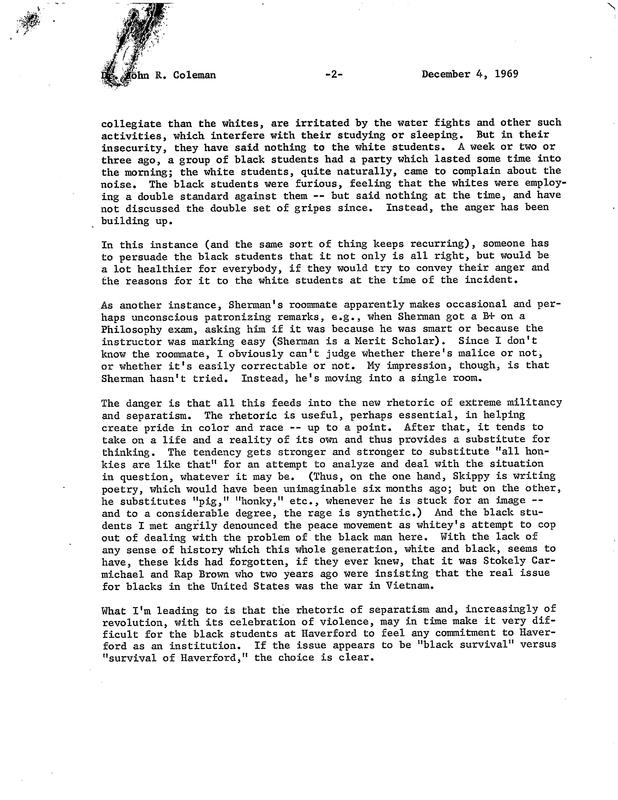 Dr. John R. Coleman -2- December 4, 1969
collegiate than the whites, are irritated by the water fights and other such
activities, which interfere with their studying or sleeping. But in their
insecurity, they have said nothing to the white students. A week or two or
three ago, a group of black students had a party which lasted some time into
the morning; the white students, quite naturally, came to complain about the
noise. The black students were furious, feeling that the whites were employ-
ing a double standard against them -- but said nothing at the time, and have
not discussed the double set of gripes since. Instead, the anger has been
building up.
In this instance (and the same sort of thing keeps recurring), someone has
to persuade the black students that it not only is all right, but would be
a lot healthier for everybody, if they would try to convey their anger and
the reasons for it to the white students at the time of the incident.
As another instance, Sherman's roommate apparently makes occasional and per-
haps unconscious patronizing remarks, e.g., when Sherman got a B+ on a
Philosophy exam, asking him if it was because he was smart or because the
instructor was marking easy (Sherman is a Merit Scholar). Since I don't
know the roommate, I obviously can't judge whether there's malice or not,
or whether it's easily correctable or not. My impression, though, is that
Sherman hasn't tried. Instead, he's moving into a single room.
The danger is that all this feeds into the new rhetoric of extreme militancy
and separatism. The rhetoric is useful, perhaps essential, in helping
create pride in color and race -- up to a point. After that, it tends to
take on a life and a reality of its own and thus provides a substitute for
thinking. The tendency gets stronger and stronger to substitute "all hon-
kies are like that" for an attempt to analyze and deal with the situation
in question, whatever it may be. (Thus, on the one hand, Skippy is writing
poetry, which would have been unimaginable six months ago; but on the other,
he substitutes "pig," "honky," etc., whenever he is stuck for an image --
and to a considerable degree, the rage is synthetic.) And the black stu-
dents I met angrily denounced the peace movement as whitey's attempt to cop
out of dealing with the problem of the black man here. With the lack of
any sense of history which this whole generation, white and black, seems to
have, these kids had forgotten, if they ever knew, that it was Stokely Car-
michael and Rap Brown who two years ago were insisting that the real issue
for blacks in the United States was the war in Vietnam.
What I'm leading to is that the rhetoric of separatism and, increasingly of
revolution, with its celebration of violence, may in time make it very dif-
ficult for the black students at Haverford to feel any commitment to Haver-
ford as an institution. If the issue appears to be "black survival" versus
"survival of Haverford," the choice is clear.